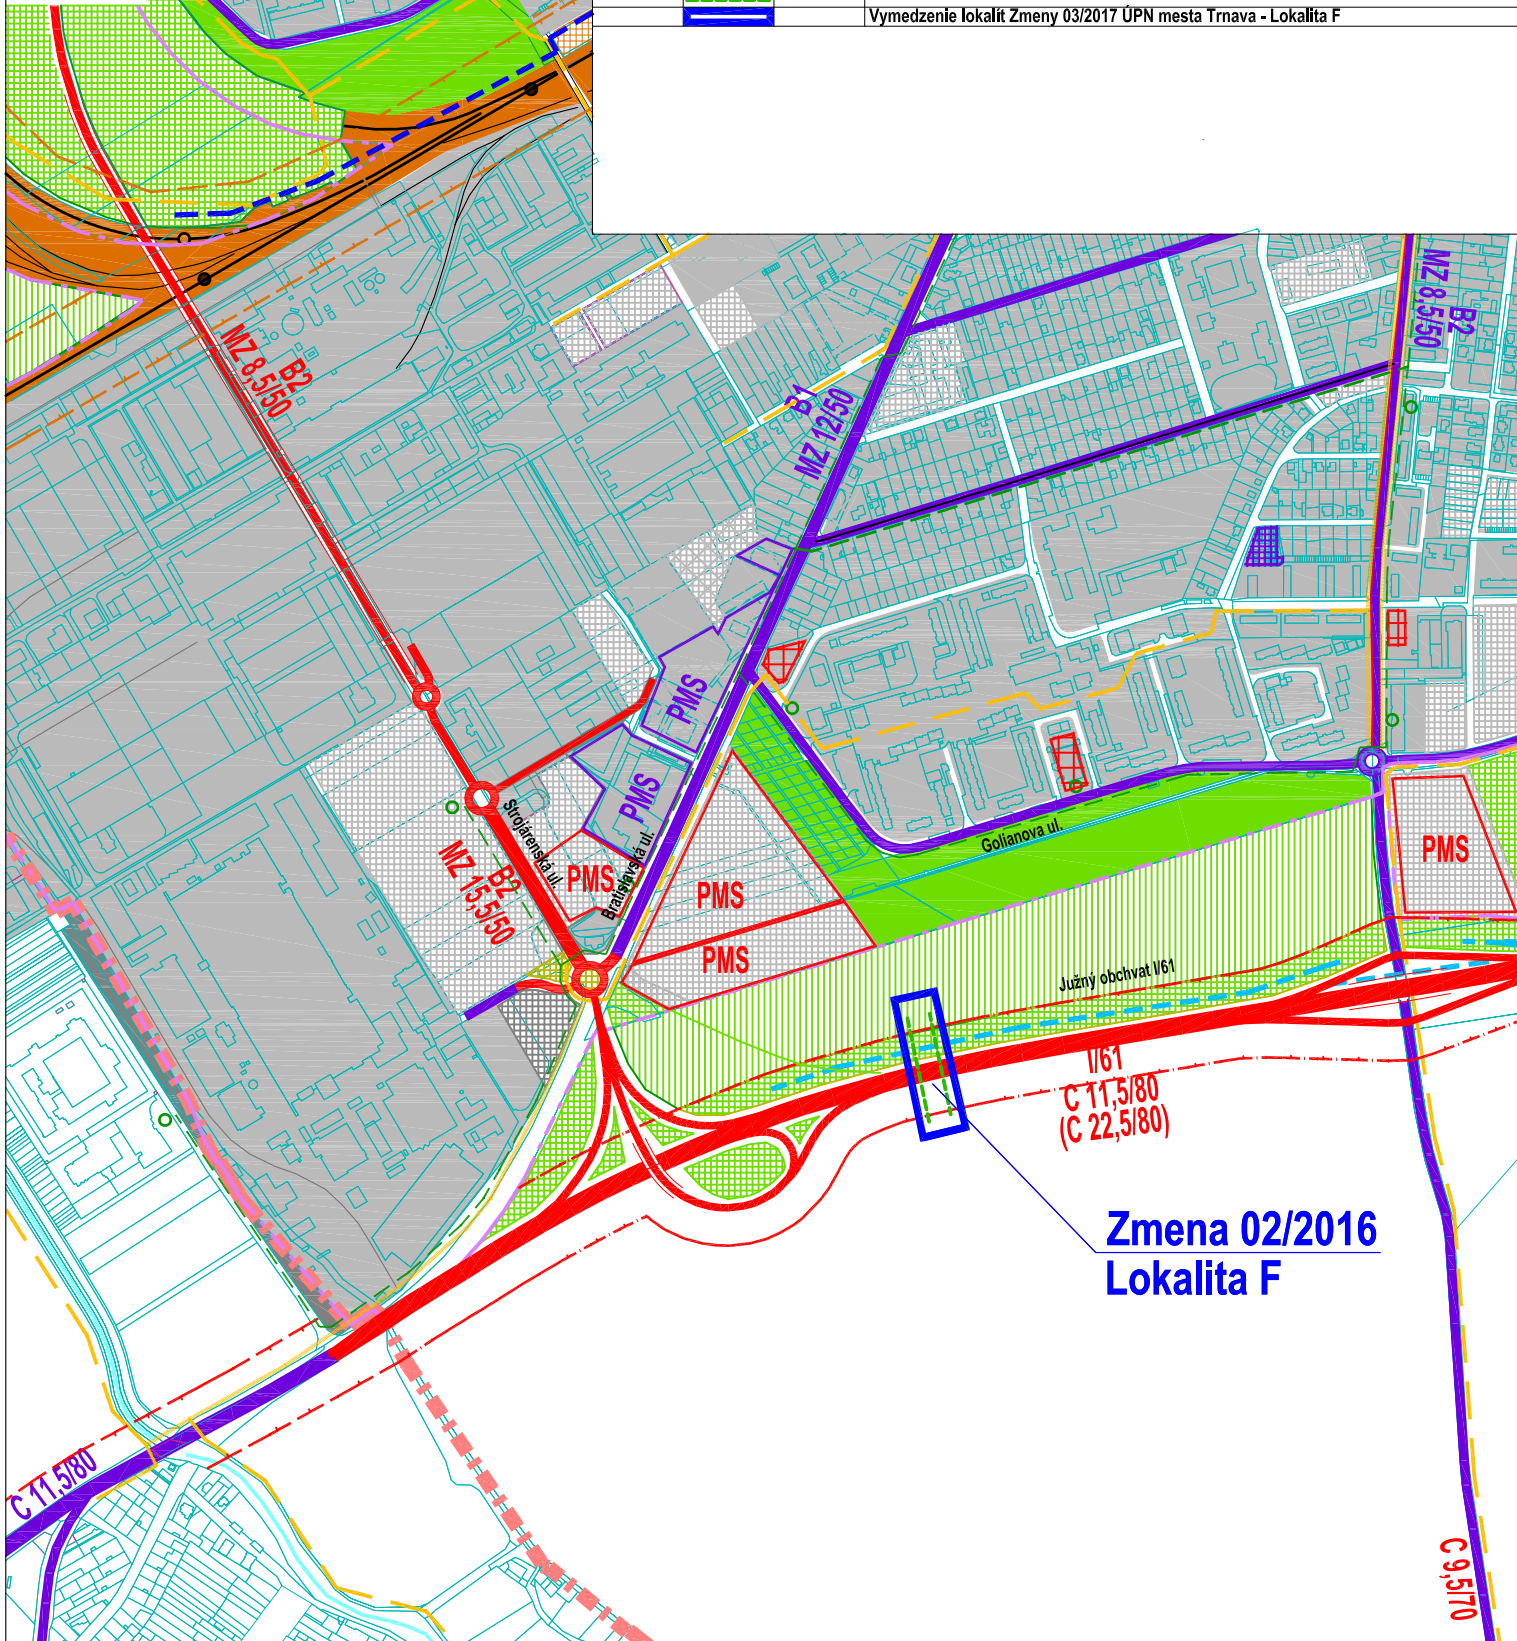 Vymedzenie lokalít Zmeny 03/2017 ÚPN mesta Trnava - Lokalita F
B2
MZ 8,5/50
B2
MZ 8,5/50
B1
MZ 12/50
PMS
PMS
Strojárenská ul.
Bratislavská ul.
B2
MZ 15,5/50
PMS
PMS
PMS
Golianova ul.
PMS
Južný obchvat I/61
I/61
C 11,5/80
(C 22,5/80)
Zmena 02/2016
Lokalita F
C 11,5/80
C 9,5/70